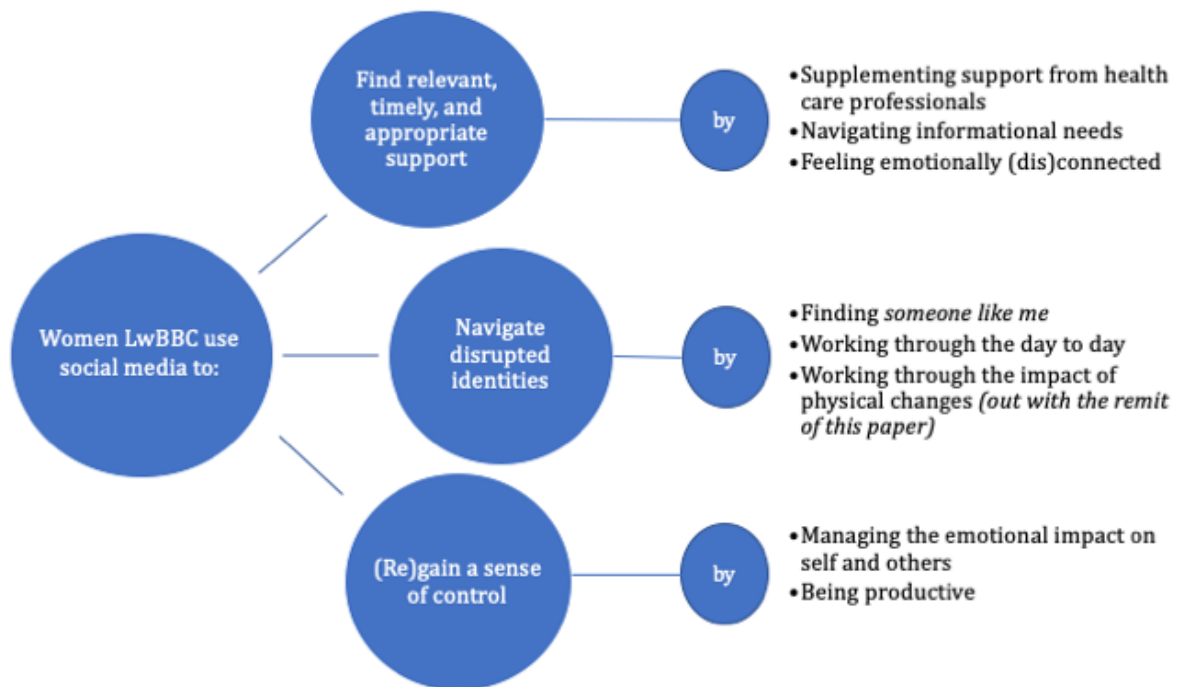 Find relevant,
timely, and
appropriate
support
by
•Supplementing support from health
care professionals
•Navigating informational needs
•Feeling emotionally (dis)connected
Women LwBBC use
social media to:
Navigate
disrupted
identities
by
•Finding someone like me
•Working through the day to day
•Working through the impact of
physical changes (out with the remit
of this paper)
(Re)gain a sense
of control
by
•Managing the emotional impact on
self and others
•Being productive